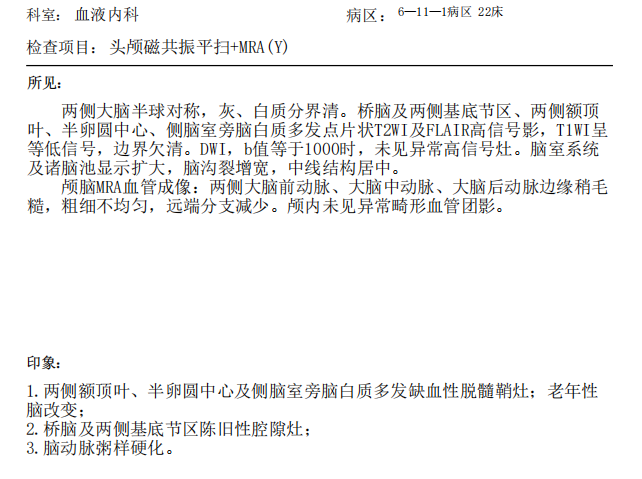 科室： 血液内科
病区： 6—11—1病区 22床
检查项目： 头颅磁共振平扫+MRA(Y)
所见：
两侧大脑半球对称，灰、白质分界清。桥脑及两侧基底节区、两侧额顶
叶、半卵圆中心、侧脑室旁脑白质多发点片状T2WI及FLAIR高信号影，T1WI呈
等低信号，边界欠清。DWI，b值等于1000时，未见异常高信号灶。脑室系统
及诸脑池显示扩大，脑沟裂增宽，中线结构居中。
颅脑MRA血管成像：两侧大脑前动脉、大脑中动脉、大脑后动脉边缘稍毛
糙，粗细不均匀，远端分支减少。颅内未见异常畸形血管团影。
印象：
1.两侧额顶叶、半卵圆中心及侧脑室旁脑白质多发缺血性脱髓鞘灶；老年性
脑改变；
2.桥脑及两侧基底节区陈旧性腔隙灶；
3.脑动脉粥样硬化。